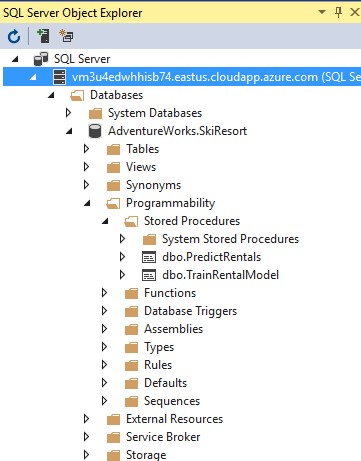 SQL Server Object Explorer
SQL Server
vm3u4edwhhisb74.eastus.cloudapp.azure.com (SQL Se
Databases
System Databases
AdventureWorks.SkiResort
Tables
Views
Synonyms
Programmability
Stored Procedures
System Stored Procedures
dbo.PredictRentals
dbo.TrainRentalModel
Functions
Database Triggers
Assemblies
Types
Rules
Defaults
Sequences
External Resources
Service Broker
Storage